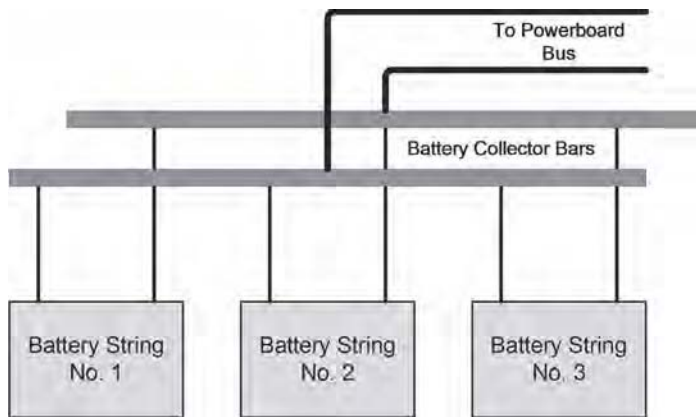 To Powerboard
Bus
Battery Collector Bars
Battery String
No. 1
Battery String
No. 2
Battery String
No. 3